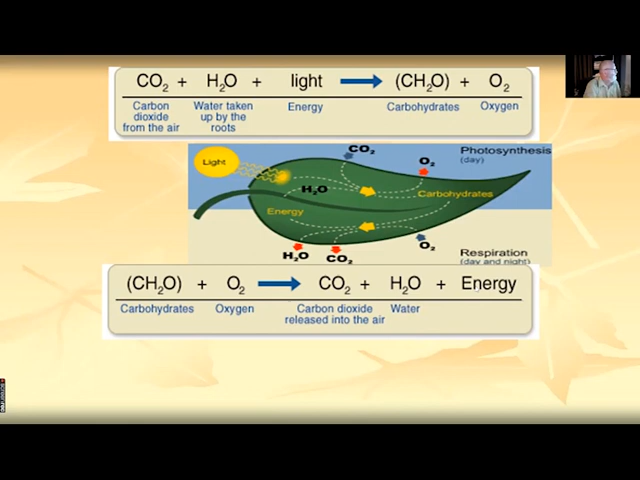 CO2 + H2O + light → (CH2O) + O2
Carbon dioxide from the air
Water taken up by the roots
Energy
Carbohydrates
Oxygen
Light
CO2
O2
Photosynthesis
(day)
H2O
Carbohydrates
Energy
H2O
CO2
O2
Respiration
(day and night)
(CH2O) + O2 → CO2 + H2O + Energy
Carbohydrates
Oxygen
Carbon dioxide released into the air
Water